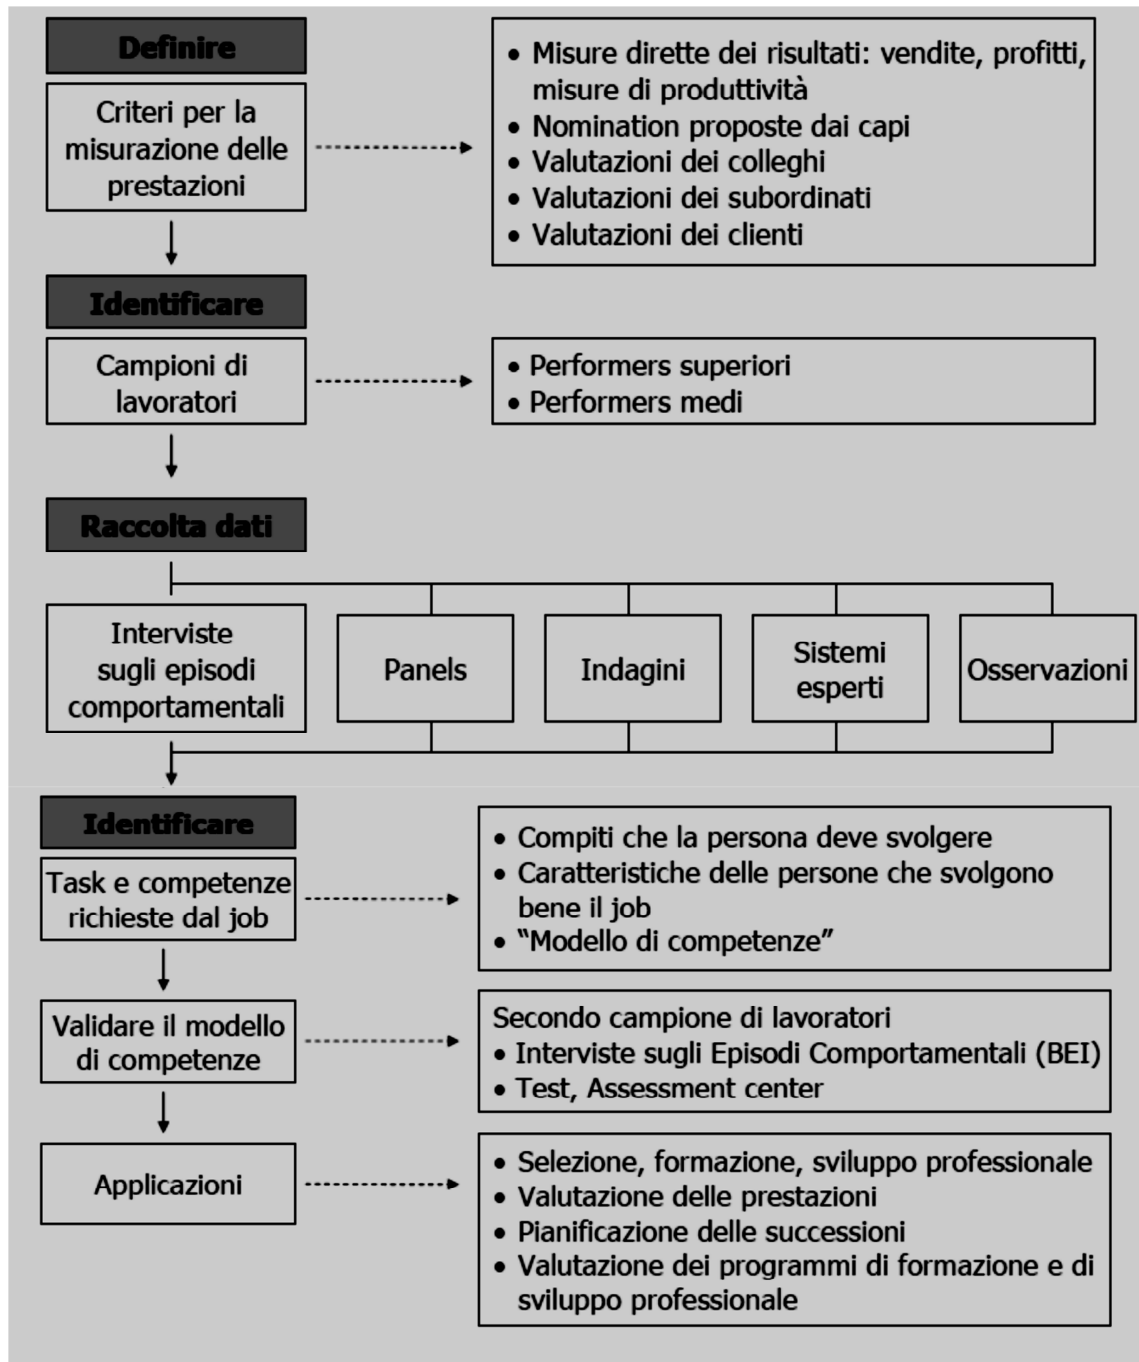 Definire
Criteri per la
misurazione delle
prestazioni
• Misure dirette dei risultati: vendite, profitti,
misure di produttività
• Nomination proposte dai capi
• Valutazioni dei colleghi
• Valutazioni dei subordinati
• Valutazioni dei clienti
Identificare
Campioni di
lavoratori
• Performers superiori
• Performers medi
Raccolta dati
Interviste
sugli episodi
comportamentali
Panels
Indagini
Sistemi
esperti
Osservazioni
Identificare
Task e competenze
richieste dal job
• Compiti che la persona deve svolgere
• Caratteristiche delle persone che svolgono
bene il job
• “Modello di competenze”
Validare il modello
di competenze
Secondo campione di lavoratori
• Interviste sugli Episodi Comportamentali (BEI)
• Test, Assessment center
Applicazioni
• Selezione, formazione, sviluppo professionale
• Valutazione delle prestazioni
• Pianificazione delle successioni
• Valutazione dei programmi di formazione e di
sviluppo professionale